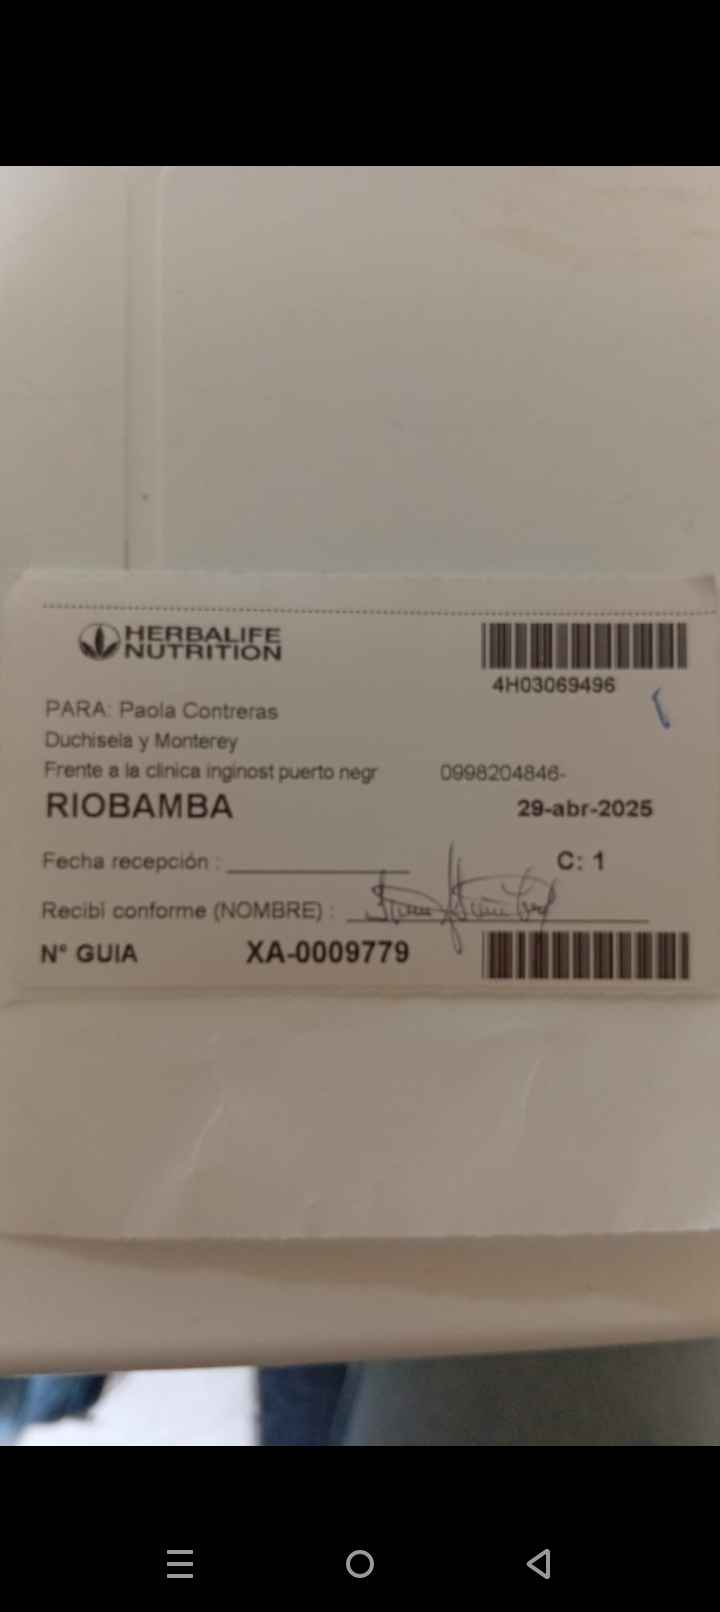 HERBALIFE
NUTRITION
4H03069496
PARA: Paola Contreras
Duchisela y Monterey
Frente a la clinica inginost puerto negr 0998204846-
RIOBAMBA 29-abr-2025
Fecha recepción : C: 1
Recibí conforme (NOMBRE) :
N° GUIA XA-0009779